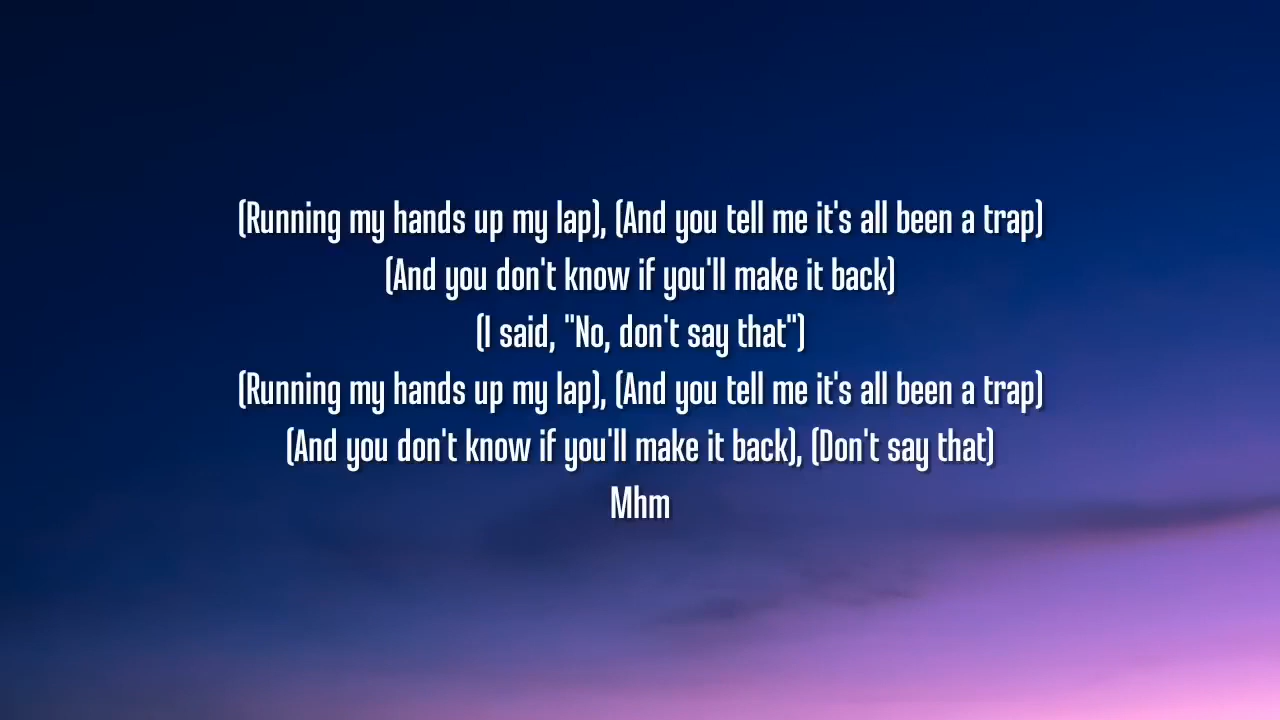 (Running my hands up my lap), (And you tell me it's all been a trap)
(And you don't know if you'll make it back)
(I said, "No, don't say that")
(Running my hands up my lap), (And you tell me it's all been a trap)
(And you don't know if you'll make it back), (Don't say that)
Mhm